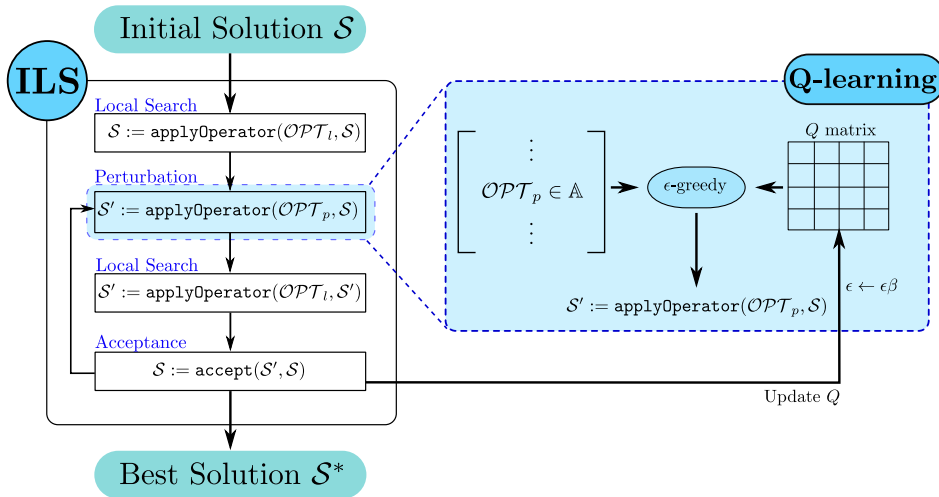 Initial Solution 𝒮
ILS
Local Search
𝒮 := applyOperator(𝒪𝒫𝒯_l, 𝒮)
Perturbation
𝒮′ := applyOperator(𝒪𝒫𝒯_p, 𝒮)
Local Search
𝒮′ := applyOperator(𝒪𝒫𝒯_l, 𝒮′)
Acceptance
𝒮 := accept(𝒮′, 𝒮)
Best Solution 𝒮*
Q-learning
⋮
𝒪𝒫𝒯_p ∈ 𝔸
⋮
ϵ-greedy
Q matrix
𝒮′ := applyOperator(𝒪𝒫𝒯_p, 𝒮)
ϵ ← ϵβ
Update Q